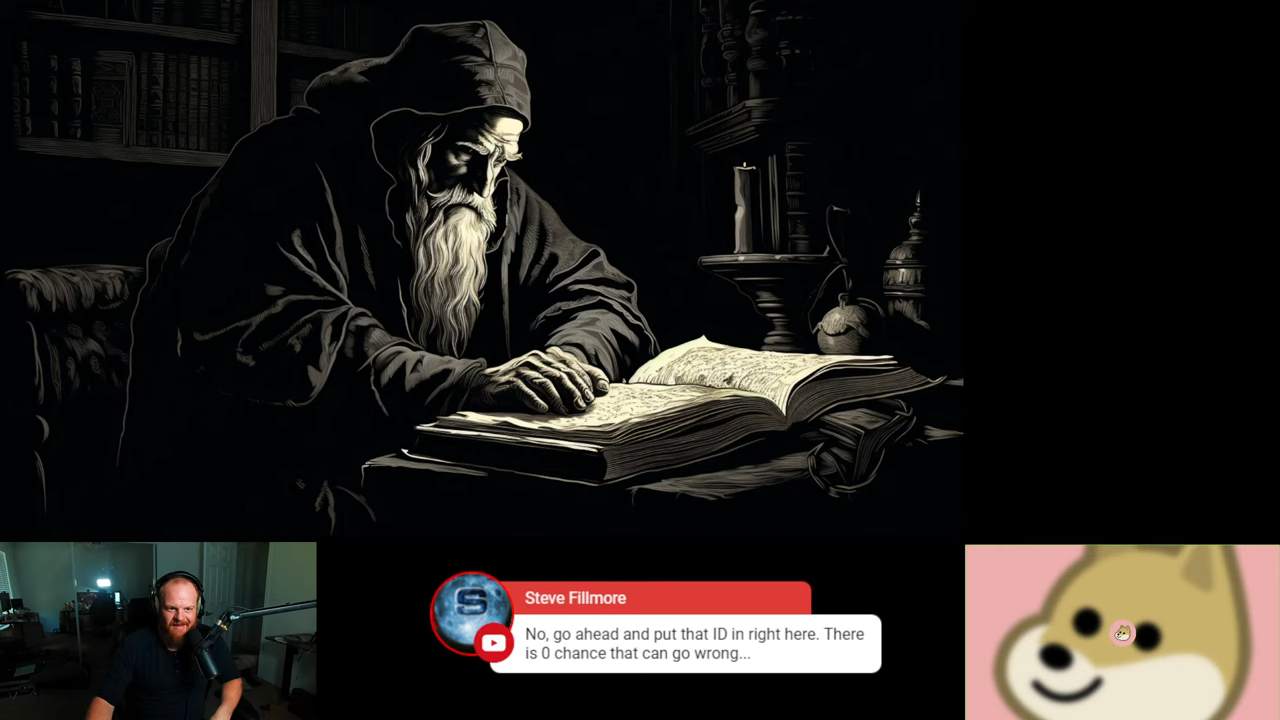 S
Steve Fillmore
No, go ahead and put that ID in right here. There
is 0 chance that can go wrong...